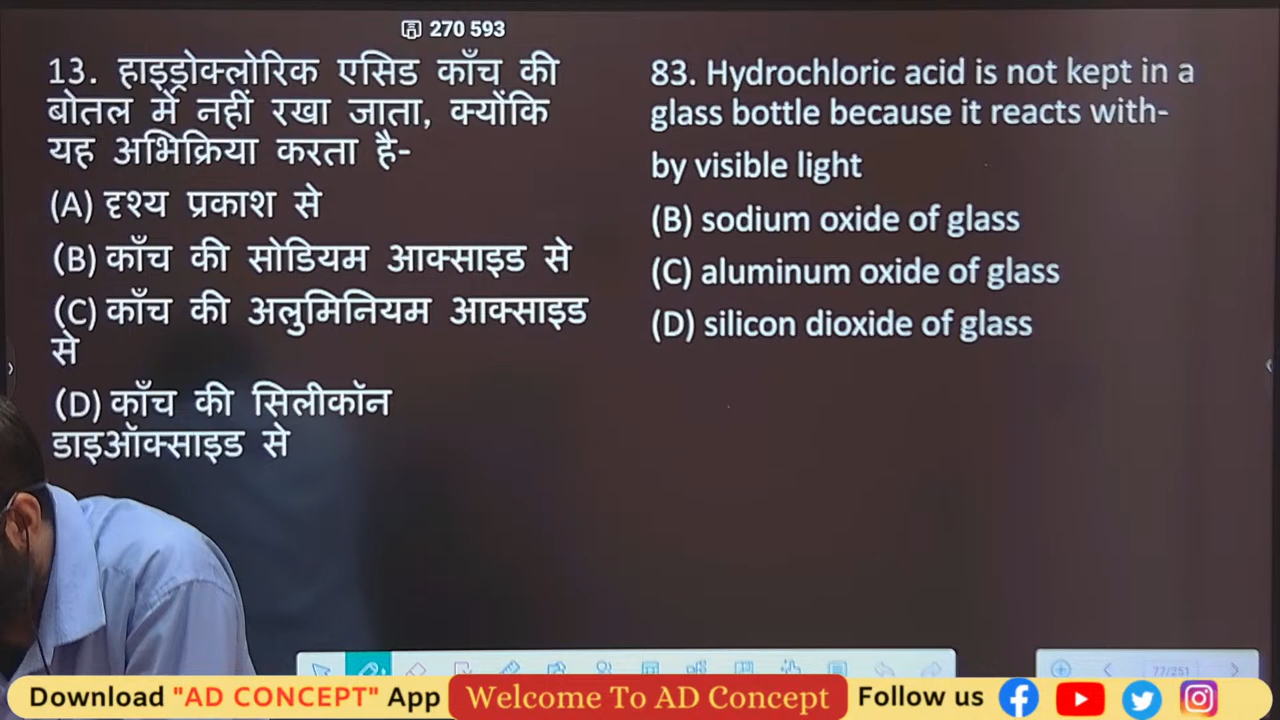 270 593
13. हाइड्रोक्लोरिक एसिड काँच की
बोतल में नहीं रखा जाता, क्योंकि
यह अभिक्रिया करता है-
(A) दृश्य प्रकाश से
(B) काँच की सोडियम आक्साइड से
(C) काँच की अलुमिनियम आक्साइड
से
(D) काँच की सिलीकॉन
डाइऑक्साइड से
83. Hydrochloric acid is not kept in a
glass bottle because it reacts with-
by visible light
(B) sodium oxide of glass
(C) aluminum oxide of glass
(D) silicon dioxide of glass
77/251
Download "AD CONCEPT" App
Welcome To AD Concept
Follow us